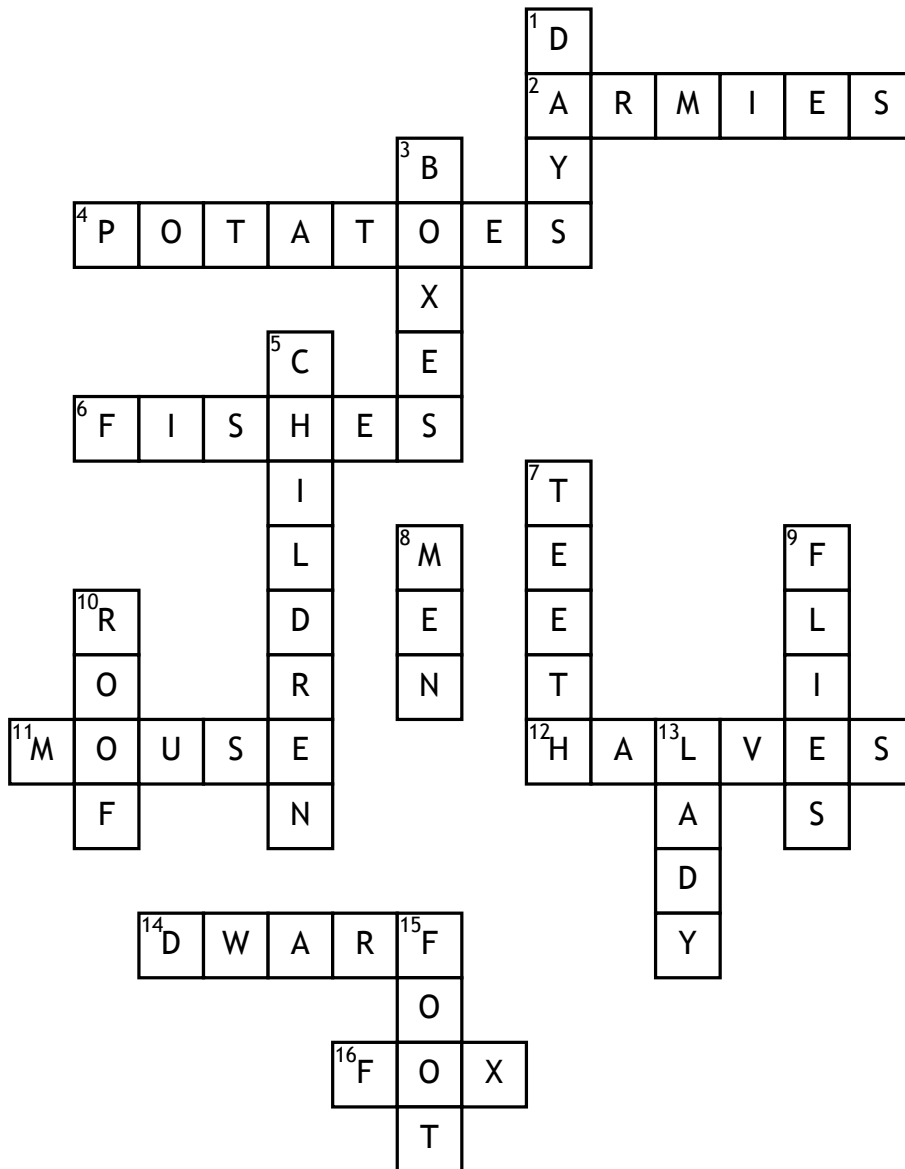 1 D
2 A R M I E S
3 B Y
4 P O T A T O E S
X
5 C E
6 F I S H E S
I 7 T
L 8 M E 9 F
10 R D E E L
O R N T I
11 M O U S E 12 H A 13 L V E S
F N A S
D
14 D W A R 15 F Y
O
16 F O X
T